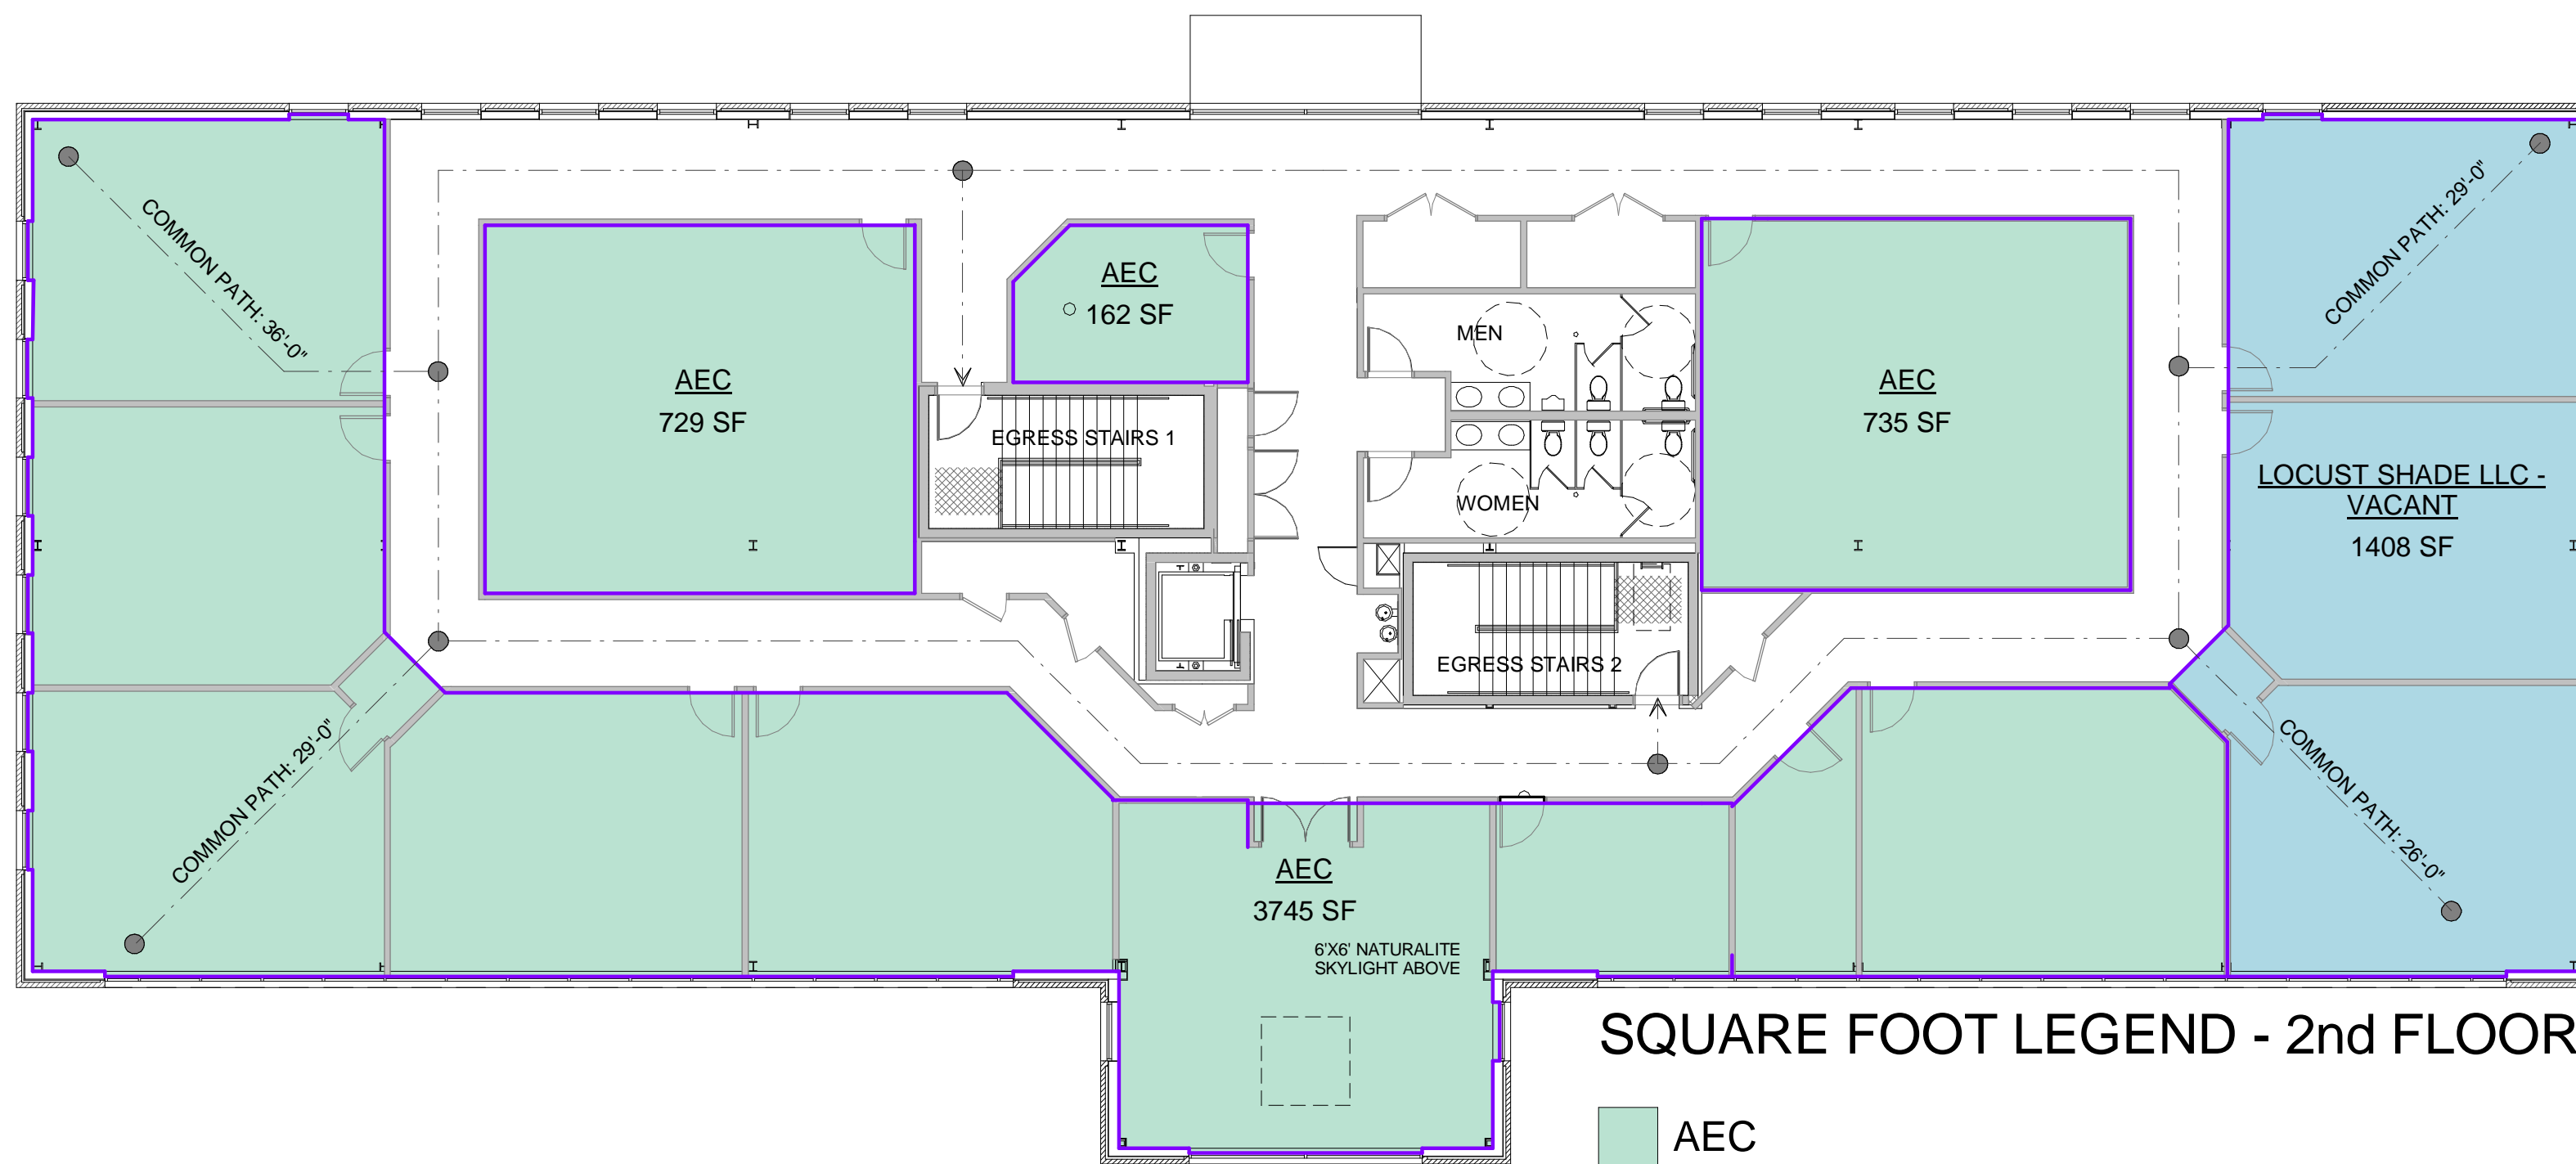 COMMON PATH: 36'-0"
AEC
162 SF
COMMON PATH: 29'-0"
MEN
AEC
729 SF
AEC
735 SF
EGRESS STAIRS 1
WOMEN
LOCUST SHADE LLC -
VACANT
1408 SF
EGRESS STAIRS 2
COMMON PATH: 29'-0"
COMMON PATH: 26'-0"
AEC
3745 SF
6'X6' NATURALITE
SKYLIGHT ABOVE
SQUARE FOOT LEGEND - 2nd FLOOR
AEC